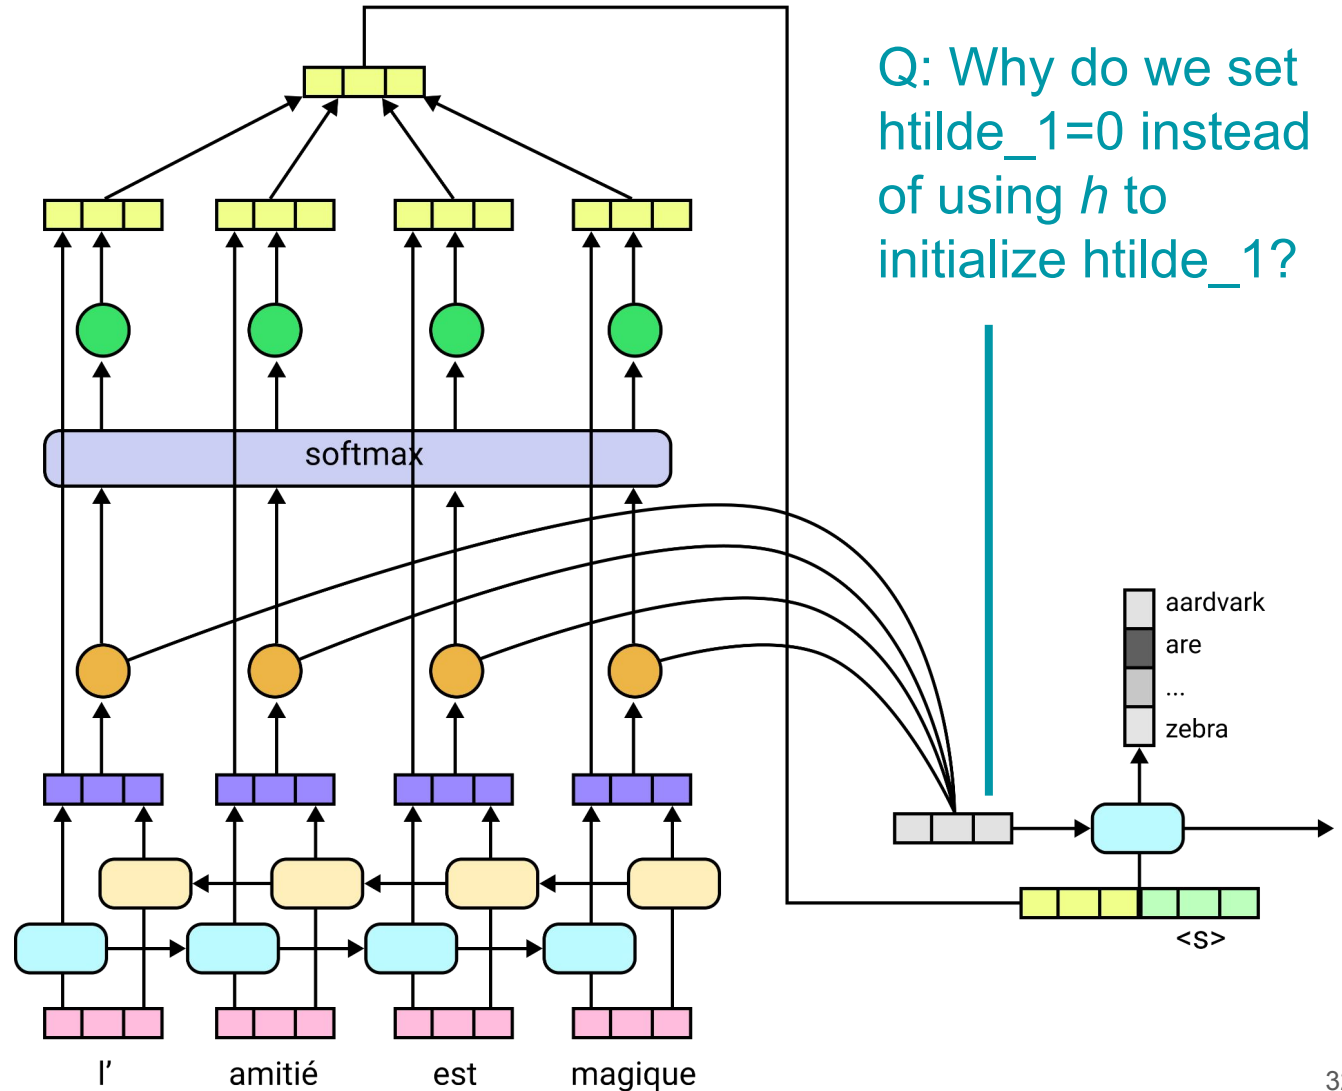 Q: Why do we set
htilde_1=0 instead
of using h to
initialize htilde_1?
softmax
aardvark
are
...
zebra
<s>
l’ amitié est magique